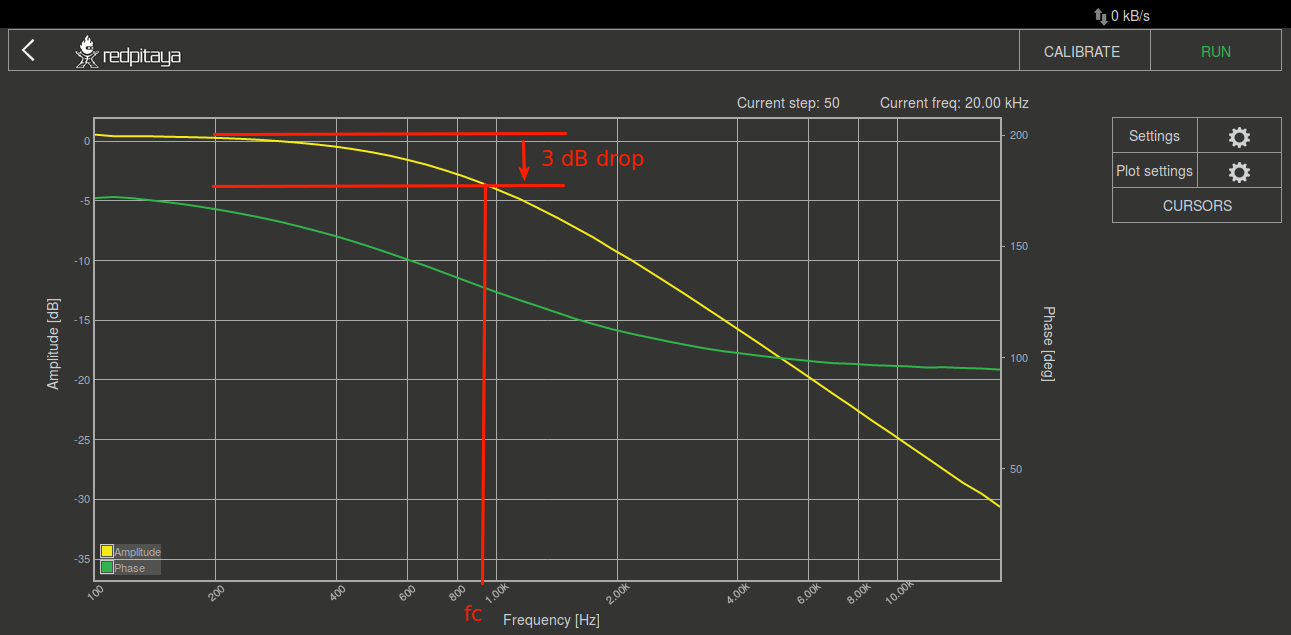 0 kB/s
redpitaya
CALIBRATE
RUN
Current step: 50
Current freq: 20.00 kHz
Settings
Plot settings
CURSORS
3 dB drop
Amplitude [dB]
0
-5
-10
-15
-20
-25
-30
-35
200
150
100
50
Phase [deg]
Amplitude
Phase
100
200
400
600
800
1.00k
2.00k
4.00k
6.00k
8.00k
10.00k
fc
Frequency [Hz]